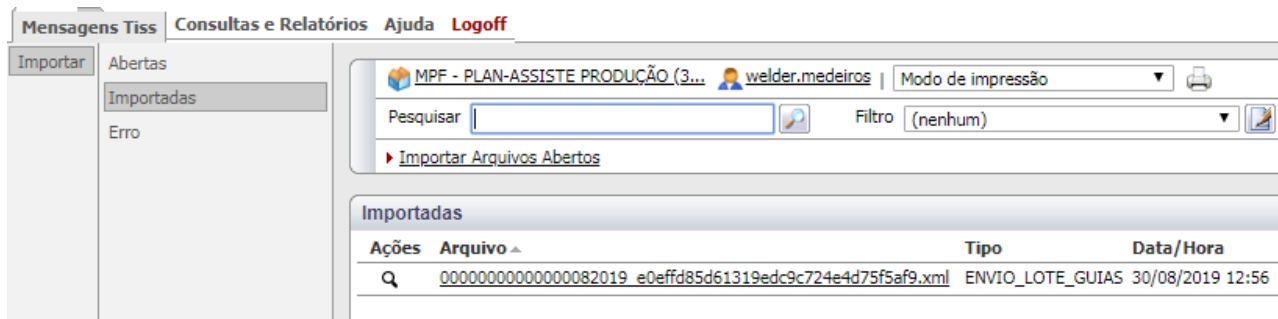 Mensagens Tiss Consultas e Relatórios Ajuda Logoff
Importar
Abertas
Importadas
Erro
MPF - PLAN-ASSISTE PRODUÇÃO (3... welder.medeiros | Modo de impressão
Pesquisar Filtro (nenhum)
Importar Arquivos Abertos
Importadas
Ações Arquivo Tipo Data/Hora
00000000000000082019_e0effd85d61319edc9c724e4d75f5af9.xml ENVIO_LOTE_GUIAS 30/08/2019 12:56